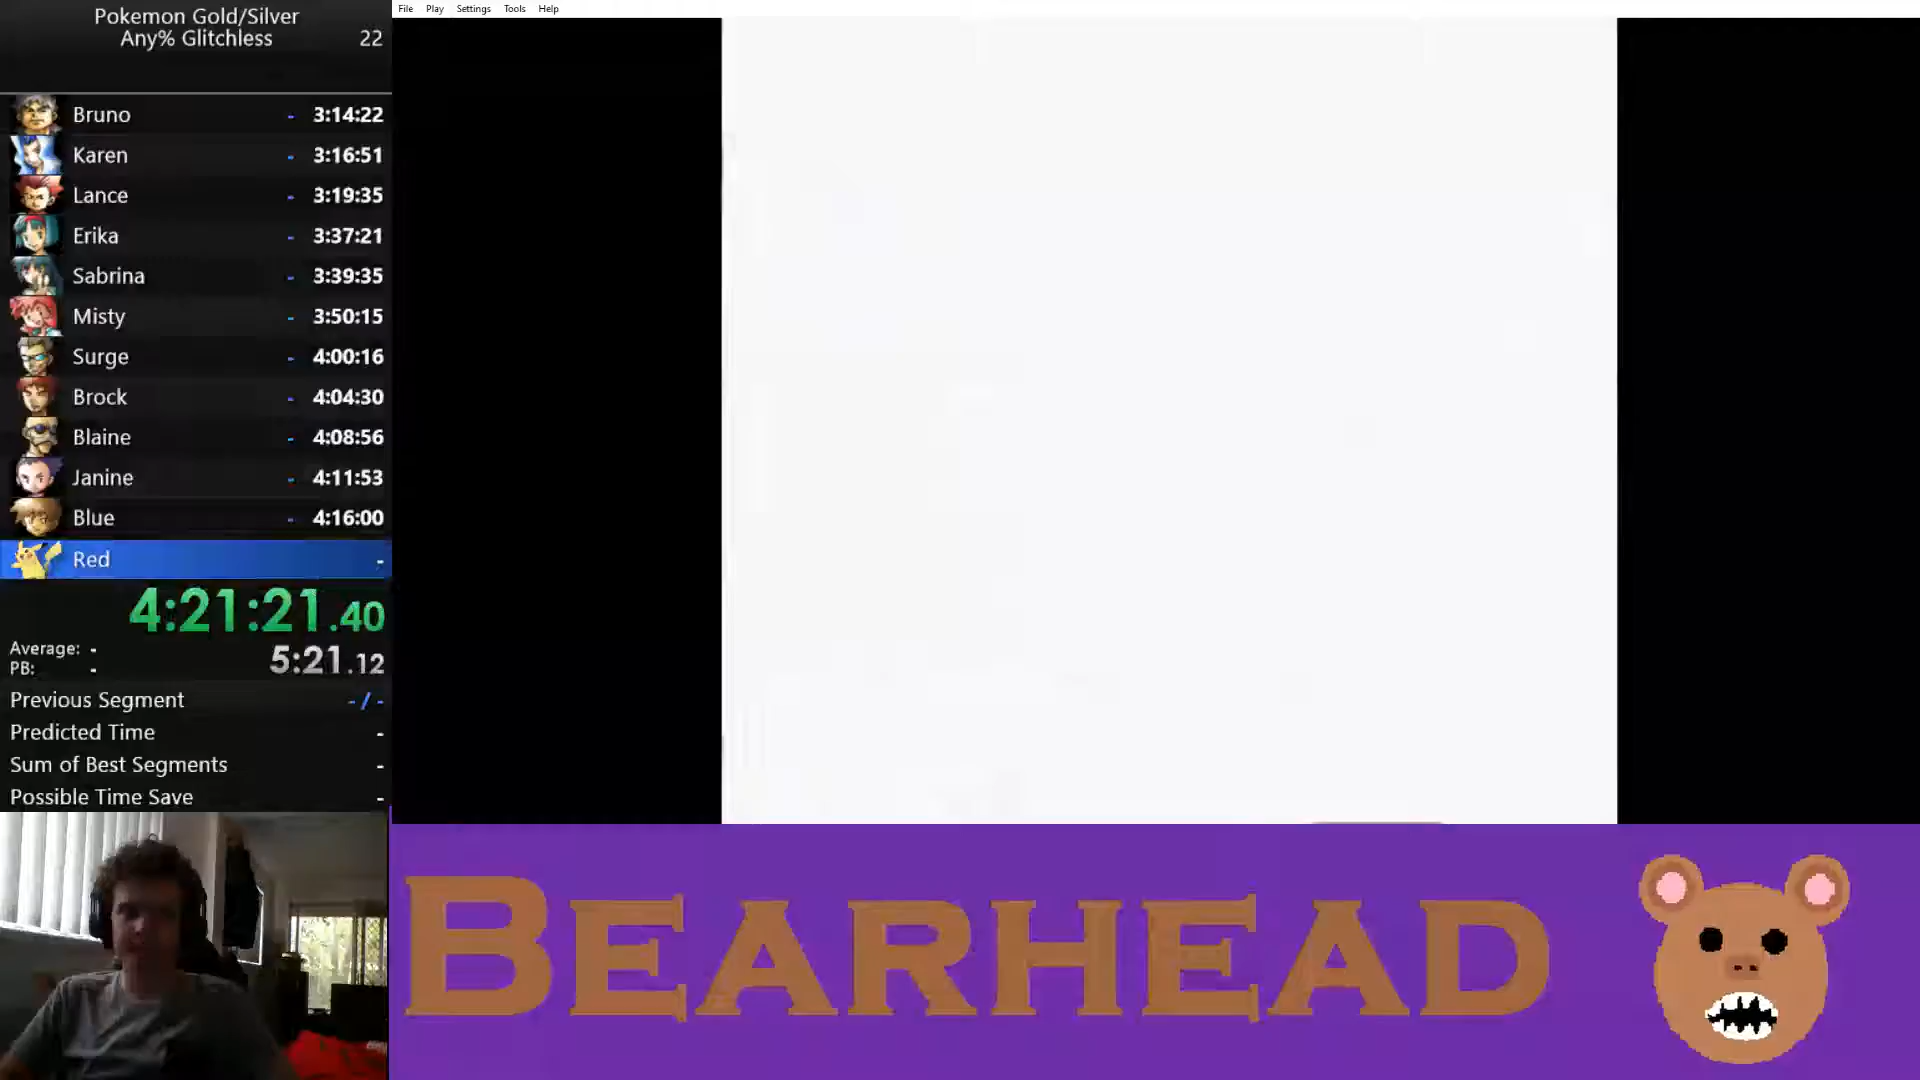 File Play Settings Tools Help
Pokemon Gold/Silver
Any% Glitchless 22
Bruno - 3:14:22
Karen - 3:16:51
Lance - 3:19:35
Erika - 3:37:21
Sabrina - 3:39:35
Misty - 3:50:15
Surge - 4:00:16
Brock - 4:04:30
Blaine - 4:08:56
Janine - 4:11:53
Blue - 4:16:00
Red -
4:21:21.40
Average: -
PB: - 5:21.12
Previous Segment - / -
Predicted Time -
Sum of Best Segments -
Possible Time Save -
BEARHEAD